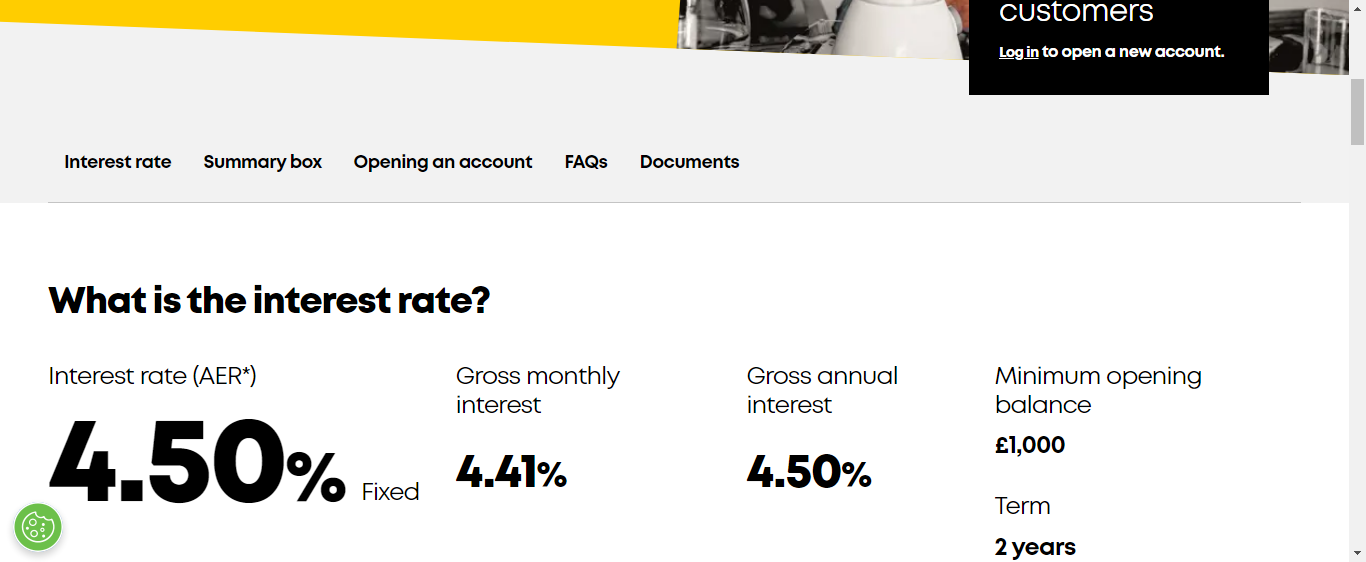 customers
Log in to open a new account.
Interest rate Summary box Opening an account FAQs Documents
What is the interest rate?
Interest rate (AER*)
4.50% Fixed
Gross monthly
interest
4.41%
Gross annual
interest
4.50%
Minimum opening
balance
£1,000
Term
2 years